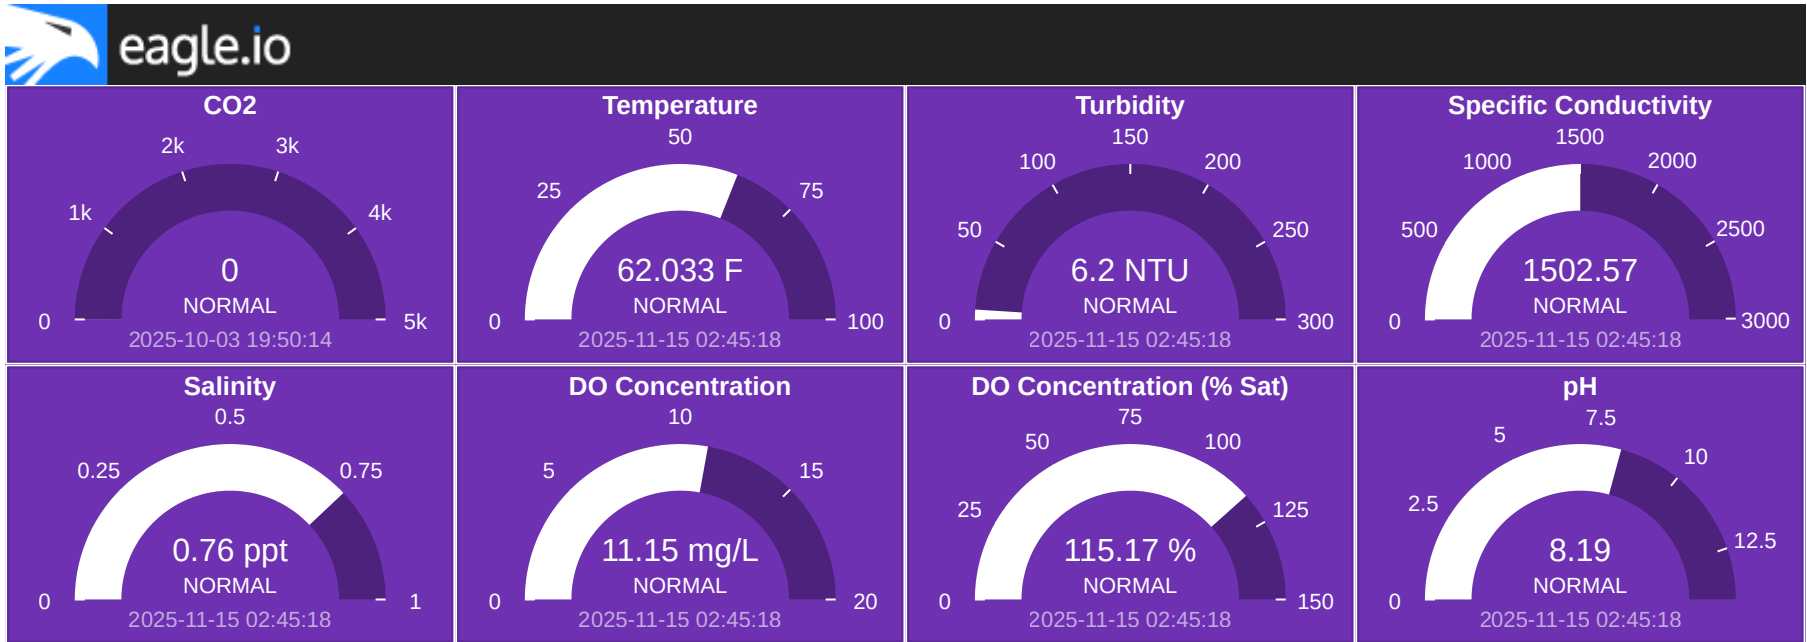 eagle.io
CO2
2k
3k
1k
4k
0
NORMAL
0
5k
2025-10-03 19:50:14
Temperature
50
25
75
62.033 F
NORMAL
0
100
2025-11-15 02:45:18
Turbidity
150
100
200
50
250
6.2 NTU
NORMAL
0
300
2025-11-15 02:45:18
Specific Conductivity
1500
1000
2000
500
2500
1502.57
NORMAL
0
3000
2025-11-15 02:45:18
Salinity
0.5
0.25
0.75
0.76 ppt
NORMAL
0
1
2025-11-15 02:45:18
DO Concentration
10
5
15
11.15 mg/L
NORMAL
0
20
2025-11-15 02:45:18
DO Concentration (% Sat)
75
50
100
25
125
115.17 %
NORMAL
0
150
2025-11-15 02:45:18
pH
7.5
5
10
2.5
12.5
8.19
NORMAL
0
2025-11-15 02:45:18